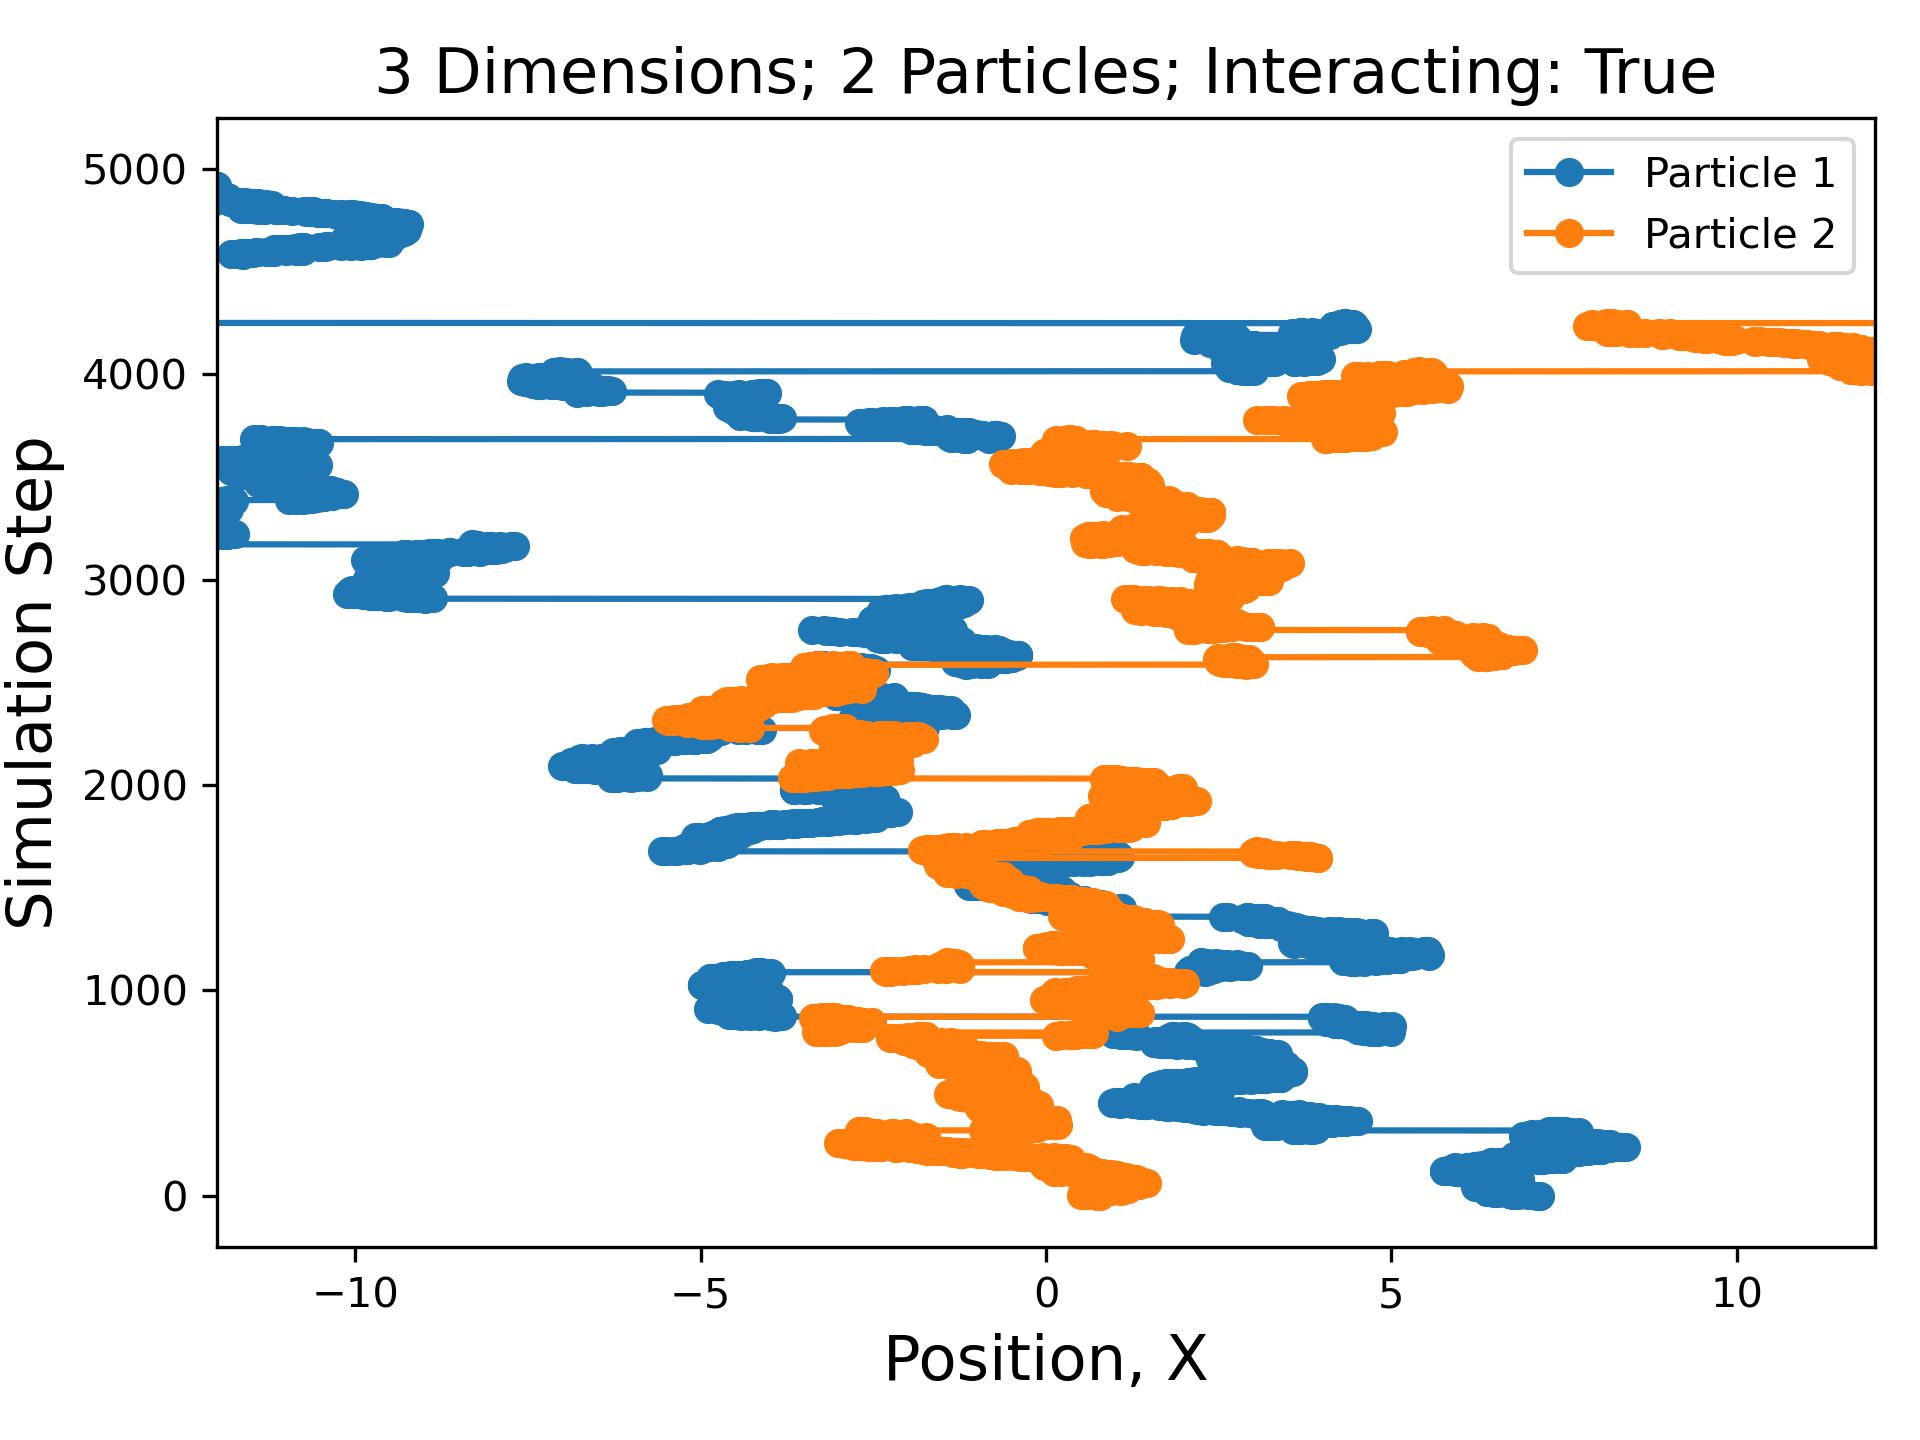 3 Dimensions; 2 Particles; Interacting: True
Particle 1
Particle 2
5000
4000
3000
2000
1000
0
Simulation Step
−10
−5
0
5
10
Position, X